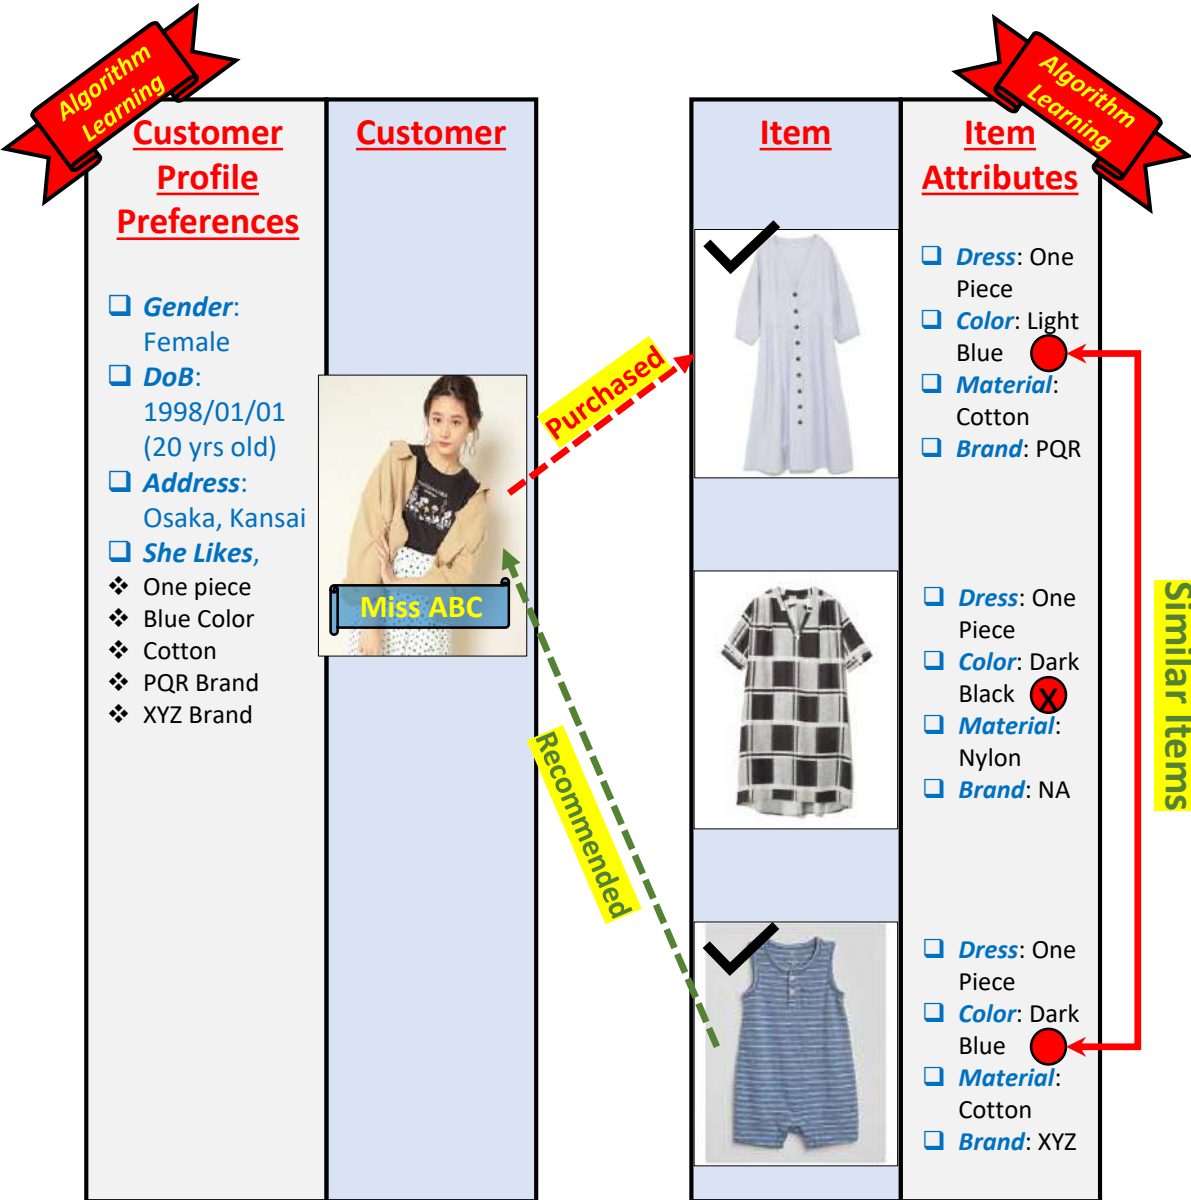 Algorithm
Learning
Customer
Profile
Preferences
Gender:
Female
DoB:
1998/01/01
(20 yrs old)
Address:
Osaka, Kansai
She Likes,
One piece
Blue Color
Cotton
PQR Brand
XYZ Brand
Customer
Miss ABC
Purchased
Recommended
Item
Algorithm
Learning
Item
Attributes
Dress: One
Piece
Color: Light
Blue
Material:
Cotton
Brand: PQR
Dress: One
Piece
Color: Dark
Black
X
Material:
Nylon
Brand: NA
Dress: One
Piece
Color: Dark
Blue
Material:
Cotton
Brand: XYZ
Similar Items